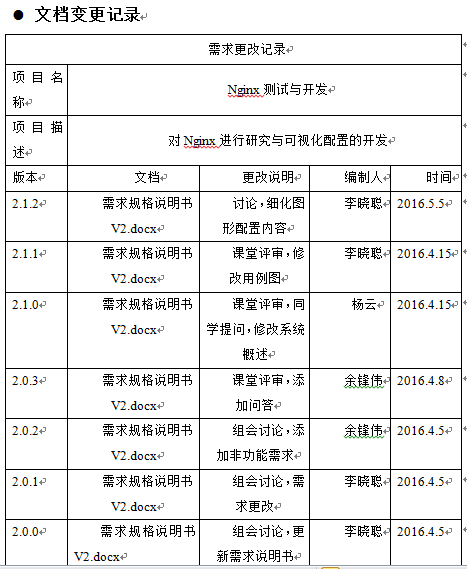 文档变更记录
需求更改记录
项目名
称
Nginx 测试与开发
项目描
述
对 Nginx 进行研究与可视化配置的开发
版本 文档 更改说明 编制人 时间
2.1.2 需求规格说明书 讨论，细化图 李晓聪 2016.5.5
V2.docx 形配置内容
2.1.1 需求规格说明书 课堂评审，修 李晓聪 2016.4.15
V2.docx 改用例图
2.1.0 需求规格说明书 课堂评审，同 杨云 2016.4.15
V2.docx 学提问，修改系统
概述
2.0.3 需求规格说明书 课堂评审，添 余锋伟 2016.4.8
V2.docx 加问答
2.0.2 需求规格说明书 组会讨论，添 余锋伟 2016.4.5
V2.docx 加非功能需求
2.0.1 需求规格说明书 组会讨论，需 李晓聪 2016.4.5
V2.docx 求更改
2.0.0 需求规格说明书 组会讨论，更 李晓聪 2016.4.5
V2.docx 新需求说明书